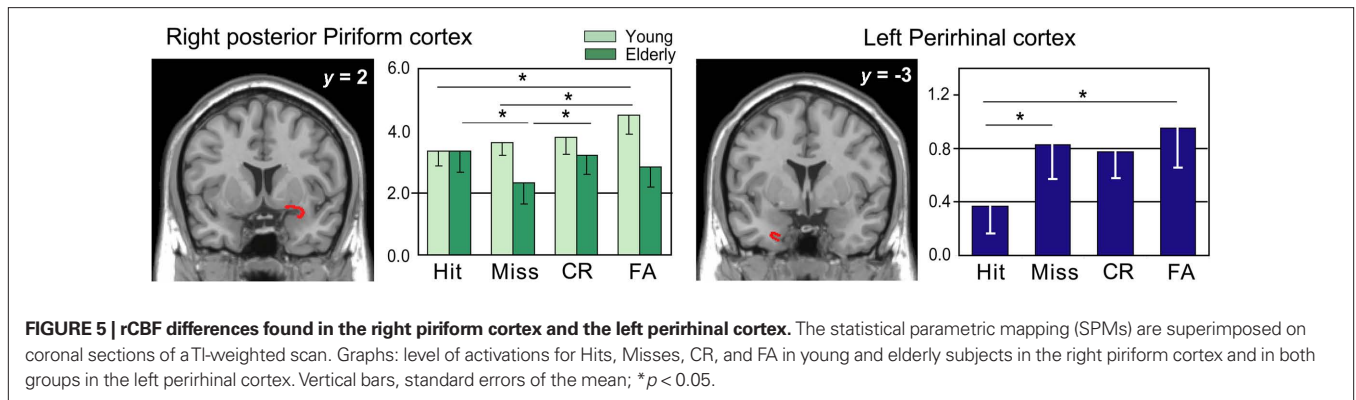 Right posterior Piriform cortex
Young
Elderly
Left Perirhinal cortex
y = 2
6.0
4.0
2.0
0.0
*
*
*
*
Hit Miss CR FA
y = -3
1.2
0.8
0.4
0.0
*
*
Hit Miss CR FA
FIGURE 5 | rCBF differences found in the right piriform cortex and the left perirhinal cortex. The statistical parametric mapping (SPMs) are superimposed on
coronal sections of a Tl-weighted scan. Graphs: level of activations for Hits, Misses, CR, and FA in young and elderly subjects in the right piriform cortex and in both
groups in the left perirhinal cortex. Vertical bars, standard errors of the mean; *p < 0.05.